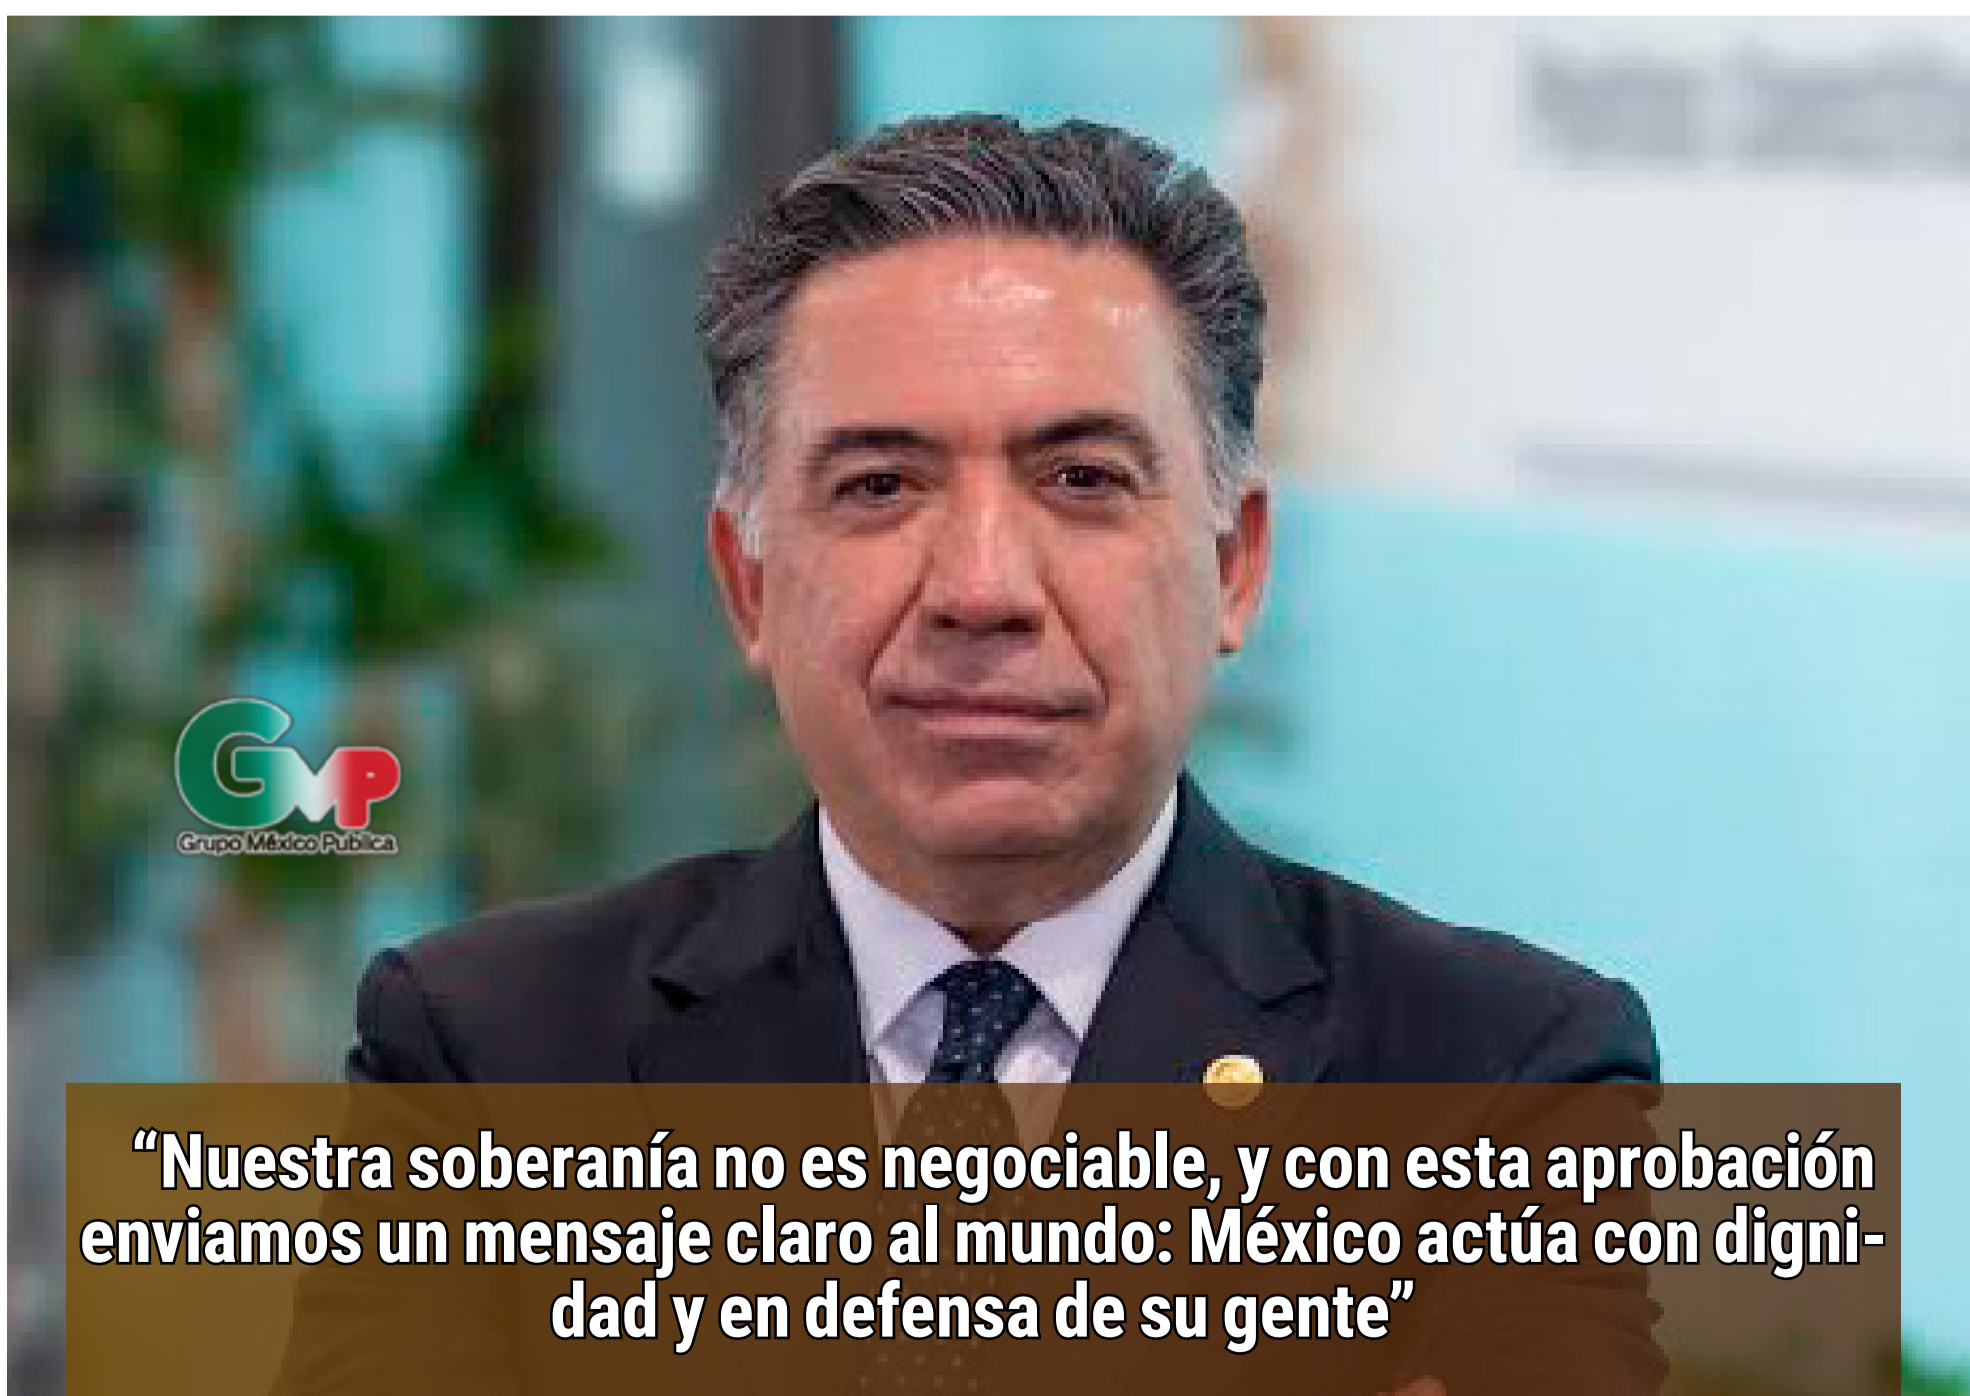 GMP
Grupo México Publica
“Nuestra soberanía no es negociable, y con esta aprobación
enviamos un mensaje claro al mundo: México actúa con digni-
dad y en defensa de su gente”